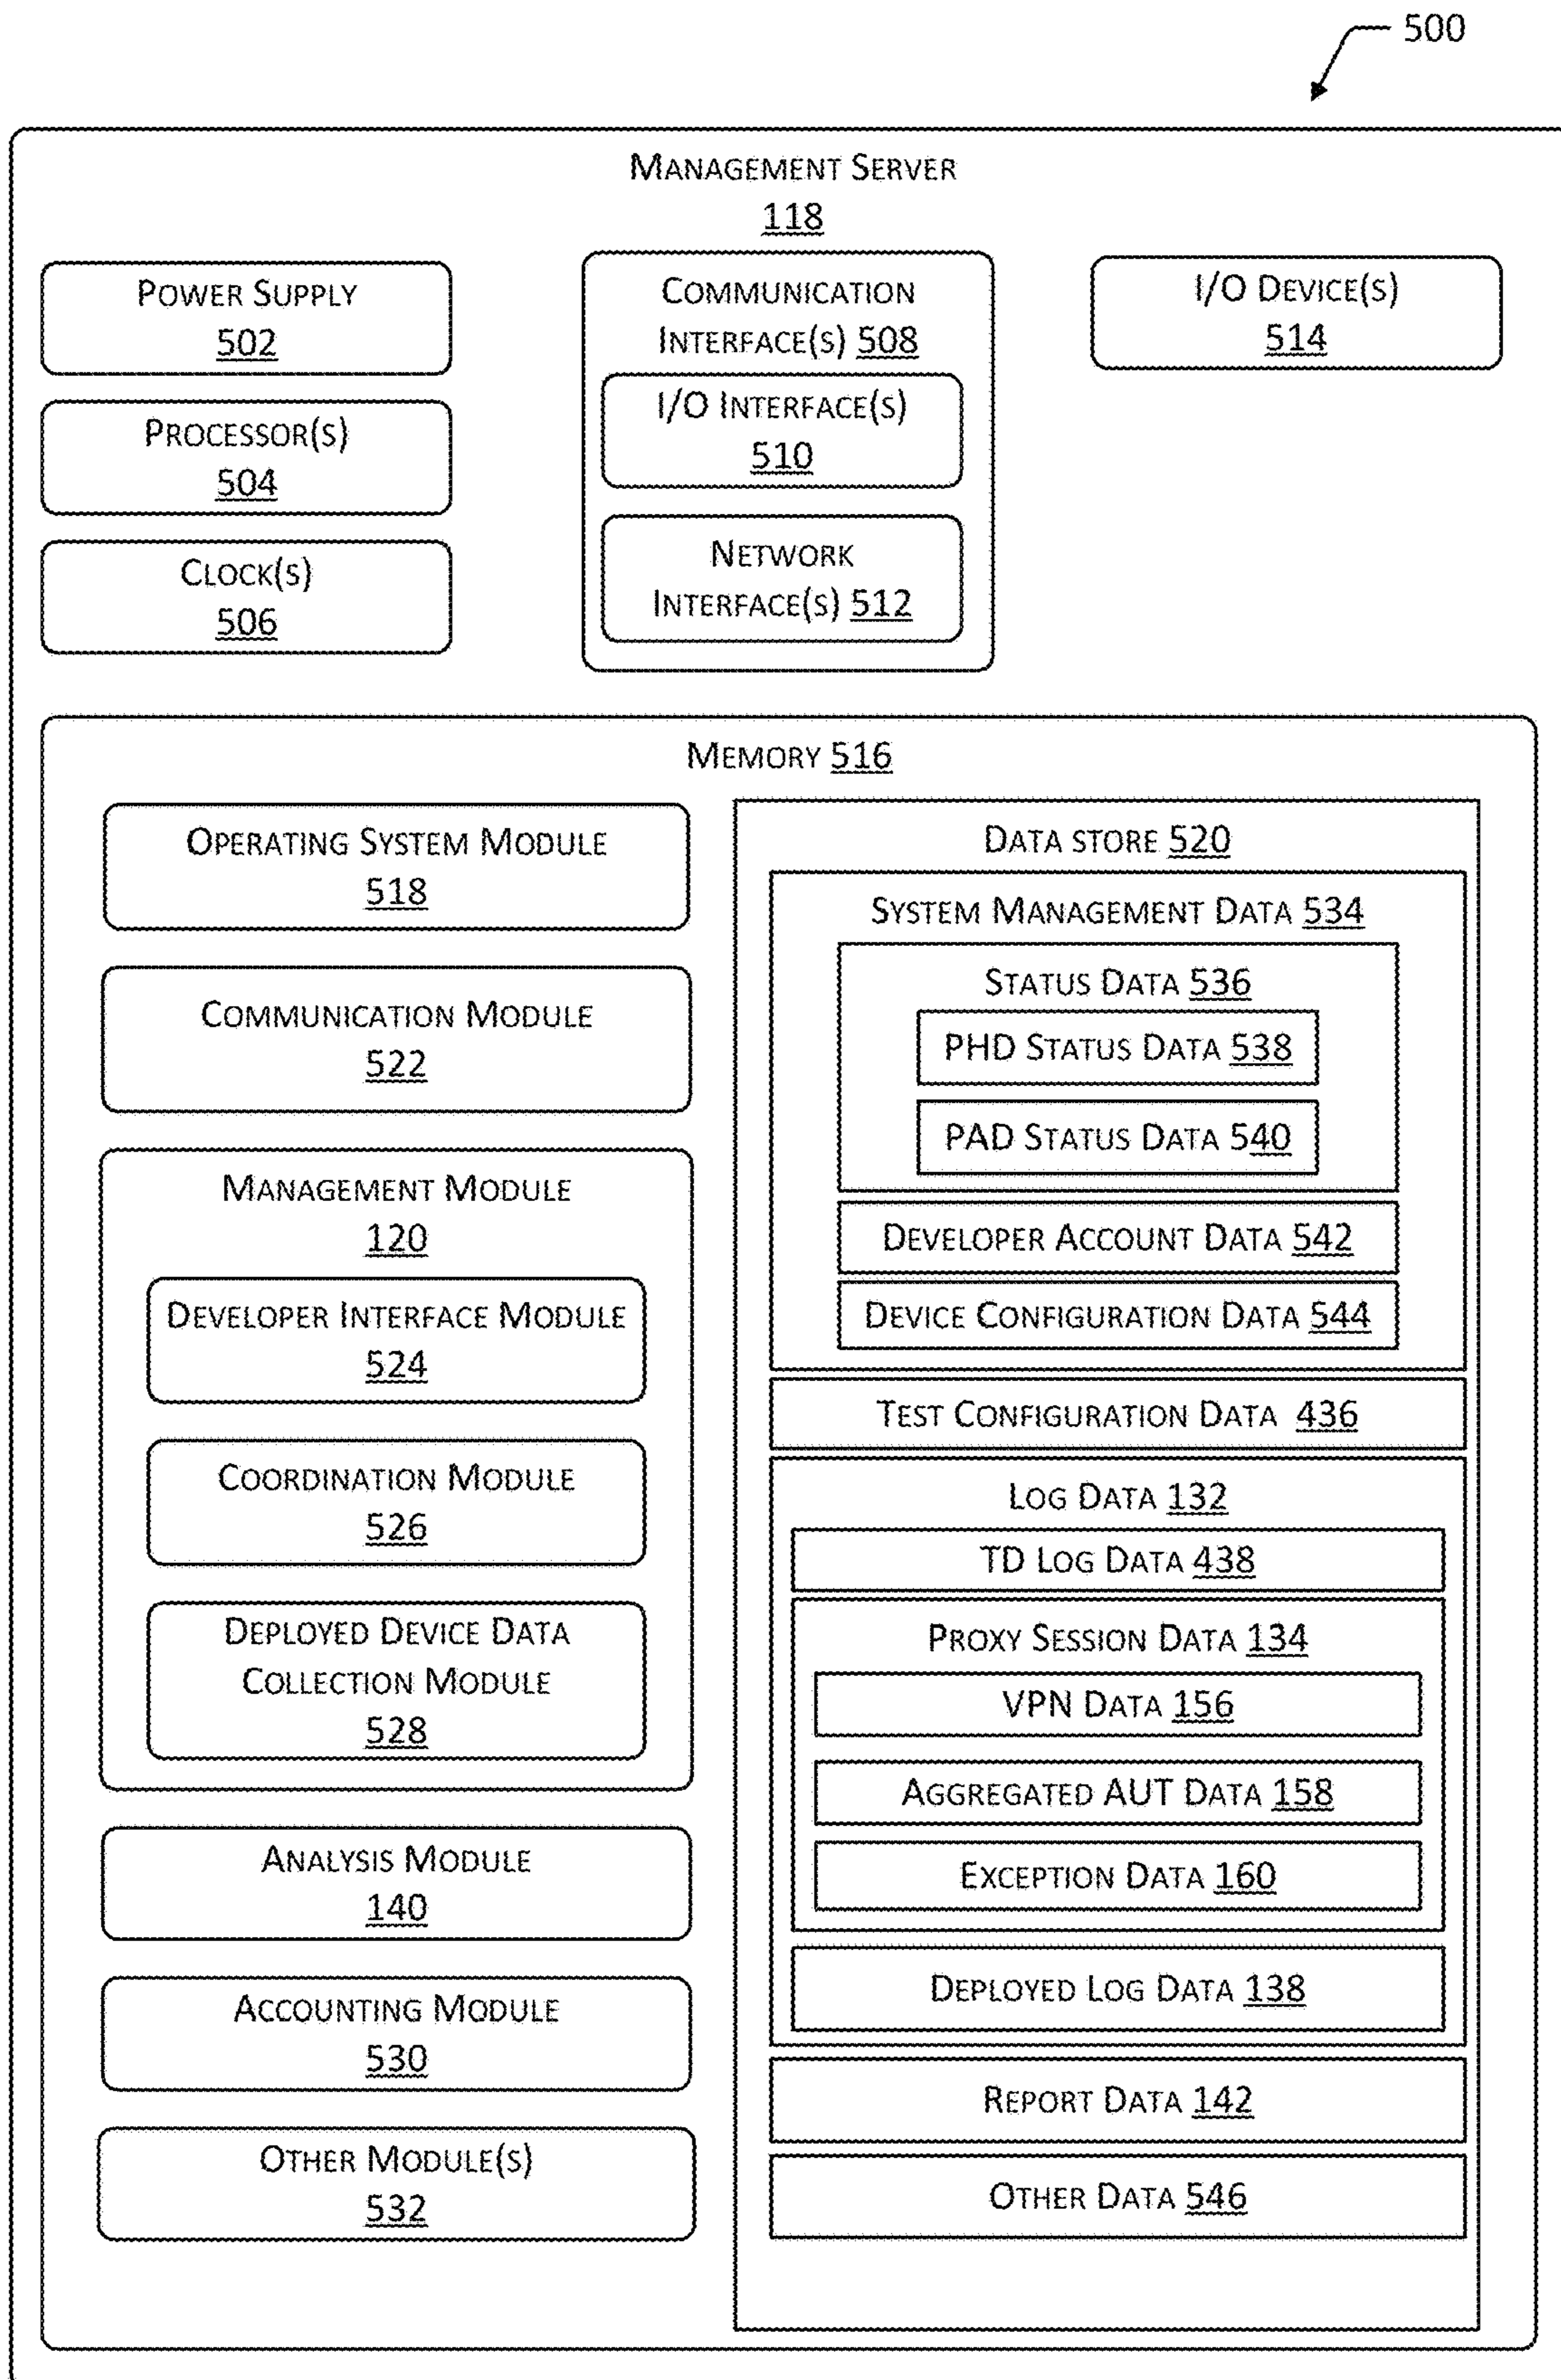 500
Management Server
118
Power Supply
502
Processor(s)
504
Clock(s)
506
Communication
Interface(s) 508
I/O Interface(s)
510
Network
Interface(s) 512
I/O Device(s)
514
Memory 516
Operating System Module
518
Communication Module
522
Management Module
120
Developer Interface Module
524
Coordination Module
526
Deployed Device Data
Collection Module
528
Analysis Module
140
Accounting Module
530
Other Module(s)
532
Data store 520
System Management Data 534
Status Data 536
PHD Status Data 538
PAD Status Data 540
Developer Account Data 542
Device Configuration Data 544
Test Configuration Data 436
Log Data 132
TD Log Data 438
Proxy Session Data 134
VPN Data 156
Aggregated AUT Data 158
Exception Data 160
Deployed Log Data 138
Report Data 142
Other Data 546